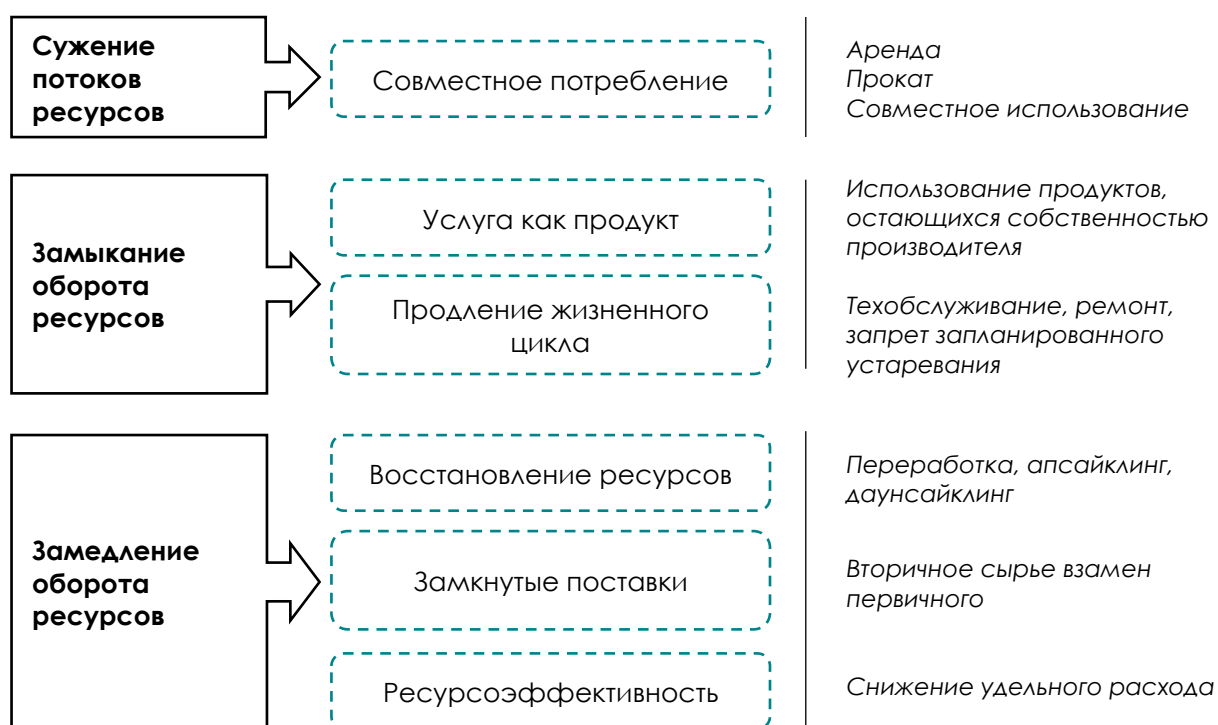 Сужение
потоков
ресурсов
Совместное потребление
Аренда
Прокат
Совместное использование
Замыкание
оборота
ресурсов
Услуга как продукт
Использование продуктов,
остающихся собственностью
производителя
Продление жизненного
цикла
Техобслуживание, ремонт,
запрет запланированного
устаревания
Замедление
оборота
ресурсов
Восстановление ресурсов
Переработка, апсайклинг,
даунсайклинг
Замкнутые поставки
Вторичное сырье взамен
первичного
Ресурсоэффективность
Снижение удельного расхода